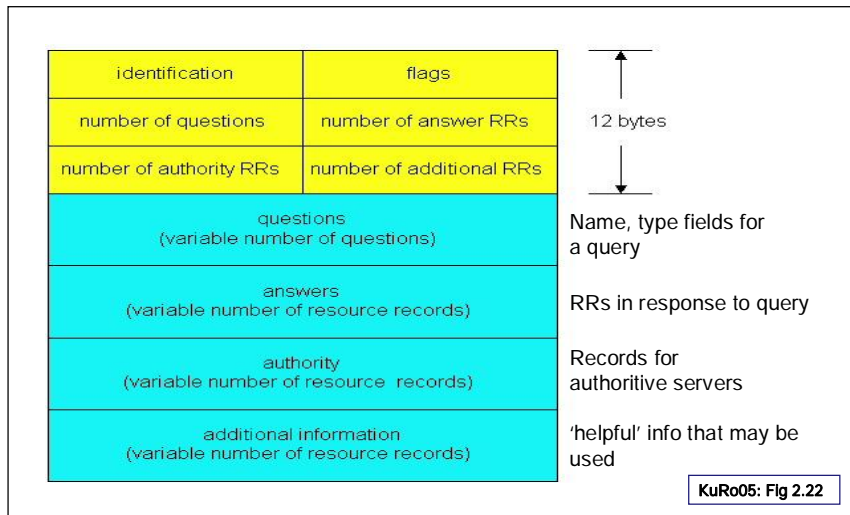 identification
flags
number of questions
number of answer RRs
12 bytes
number of authority RRs
number of additional RRs
questions
(variable number of questions)
Name, type fields for
a query
answers
(variable number of resource records)
RRs in response to query
authority
(variable number of resource records)
Records for
authoritive servers
additional information
(variable number of resource records)
‘helpful’ info that may be
used
KuRo05: Fig 2.22